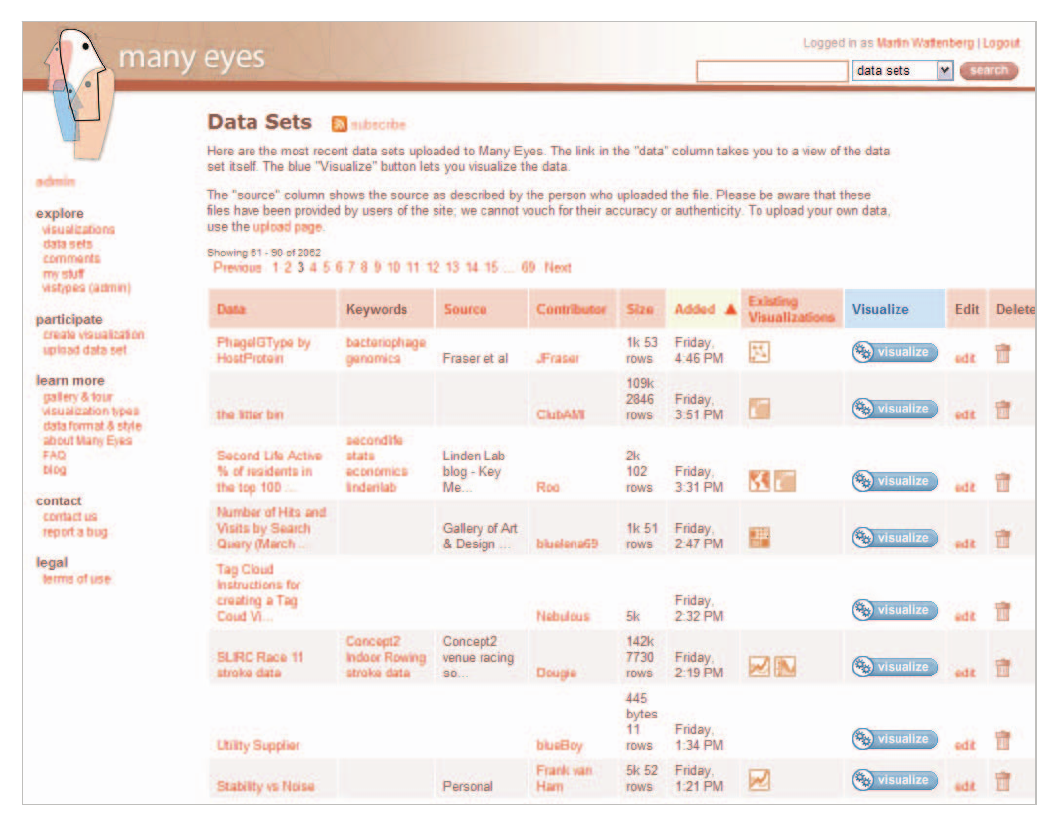 many eyes
Logged in as Martin Wattenberg | Logout
data sets
search
Data Sets subscribe
Here are the most recent data sets uploaded to Many Eyes. The link in the "data" column takes you to a view of the data
set itself. The blue "Visualize" button lets you visualize the data.
The "source" column shows the source as described by the person who uploaded the file. Please be aware that these
files have been provided by users of the site; we cannot vouch for their accuracy or authenticity. To upload your own data,
use the upload page.
Showing 61 - 90 of 2062
Previous 1 2 3 4 5 6 7 8 9 10 11 12 13 14 15 ... 69 Next
admin
explore
visualizations
data sets
comments
my stuff
vistypes (admin)
participate
create visualization
upload data set
learn more
gallery & tour
visualization types
data format & style
about Many Eyes
FAQ
blog
contact
contact us
report a bug
legal
terms of use
Data Keywords Source Contributor Size Added Existing Visualizations Visualize Edit Delete
PhageIGType by
HostProtein
bacteriophage
genomics
Fraser et al
JFraser
1k 53
rows
Friday,
4:46 PM
visualize
edit
the litter bin
ClubAMI
109k
2846
rows
Friday,
3:51 PM
visualize
edit
Second Life Active
% of residents in
the top 100 ...
secondlife
stats
economics
lindenlab
Linden Lab
blog - Key
Me...
Roo
2k
102
rows
Friday,
3:31 PM
visualize
edit
Number of Hits and
Visits by Search
Query (March ...
Gallery of Art
& Design ...
bluelena69
1k 51
rows
Friday,
2:47 PM
visualize
edit
Tag Cloud
Instructions for
creating a Tag
Coud Vi...
Nebulous
5k
Friday,
2:32 PM
visualize
edit
SLIRC Race 11
stroke data
Concept2
Indoor Rowing
stroke data
Concept2
venue racing
so...
Dougie
142k
7730
rows
Friday,
2:19 PM
visualize
edit
Utility Supplier
blueBoy
445
bytes
11
rows
Friday,
1:34 PM
visualize
edit
Stability vs Noise
Personal
Frank van
Ham
5k 52
rows
Friday,
1:21 PM
visualize
edit